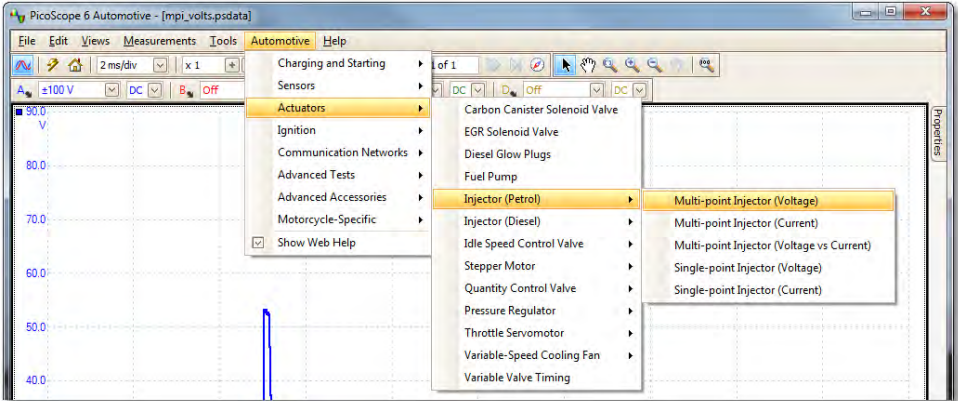 PicoScope 6 Automotive - [mpi_volts.psdata]
File Edit Views Measurements Tools Automotive Help
2 ms/div x 1 1 of 1
A ±100 V DC B Off DC D Off DC
90.0
V
80.0
70.0
60.0
50.0
40.0
Properties
Charging and Starting
Sensors
Actuators
Ignition
Communication Networks
Advanced Tests
Advanced Accessories
Motorcycle-Specific
Show Web Help
Carbon Canister Solenoid Valve
EGR Solenoid Valve
Diesel Glow Plugs
Fuel Pump
Injector (Petrol)
Injector (Diesel)
Idle Speed Control Valve
Stepper Motor
Quantity Control Valve
Pressure Regulator
Throttle Servomotor
Variable-Speed Cooling Fan
Variable Valve Timing
Multi-point Injector (Voltage)
Multi-point Injector (Current)
Multi-point Injector (Voltage vs Current)
Single-point Injector (Voltage)
Single-point Injector (Current)